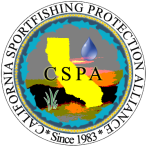 CALIFORNIA SPORTFISHING PROTECTION ALLIANCE
CSPA
* Since 1983 *